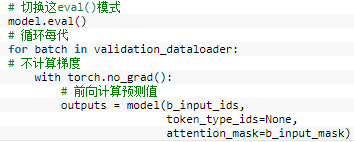 # 切换这eval()模式
model.eval()
# 循环每代
for batch in validation_dataloader:
# 不计算梯度
with torch.no_grad():
# 前向计算预测值
outputs = model(b_input_ids,
token_type_ids=None,
attention_mask=b_input_mask)